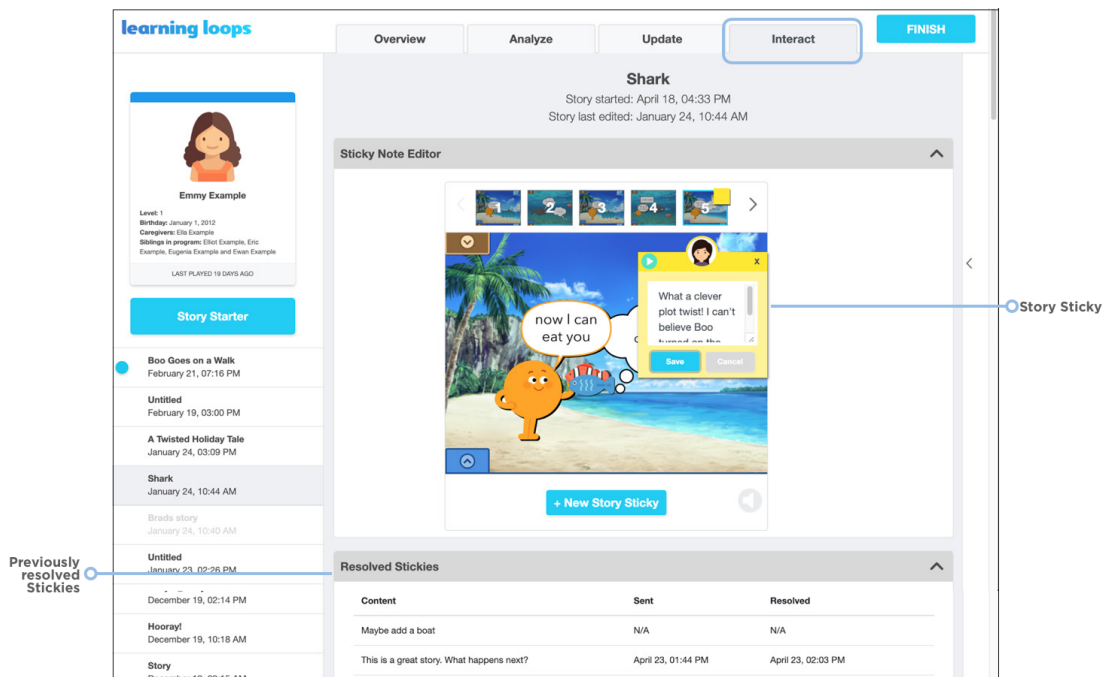 learning loops
Overview
Analyze
Update
Interact
FINISH
Shark
Story started: April 18, 04:33 PM
Story last edited: January 24, 10:44 AM
Emmy Example
Level: 1
Birthday: January 1, 2012
Caregivers: Ella Example
Siblings in program: Elliot Example, Eric
Example, Eugenia Example and Ewan Example
LAST PLAYED 19 DAYS AGO
Story Starter
Boo Goes on a Walk
February 21, 07:16 PM
Untitled
February 19, 03:00 PM
A Twisted Holiday Tale
January 24, 03:09 PM
Shark
January 24, 10:44 AM
Brads story
January 24, 10:40 AM
Untitled
January 23, 02:26 PM
December 19, 02:14 PM
Hooray!
December 19, 10:18 AM
Story
Sticky Note Editor
1
2
3
4
5
now I can
eat you
x
What a clever
plot twist! I can't
believe Boo
turned on the
Save
Cancel
+ New Story Sticky
Story Sticky
Previously
resolved
Stickies
Resolved Stickies
Content
Sent
Resolved
Maybe add a boat
N/A
N/A
This is a great story. What happens next?
April 23, 01:44 PM
April 23, 02:03 PM